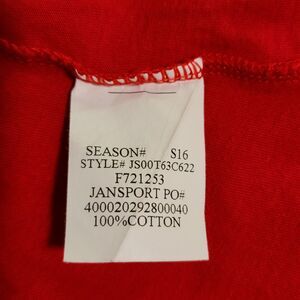 SEASON# S16
STYLE# JS00T63C622
F721253
JANSPORT PO#
400020292800040
100%COTTON